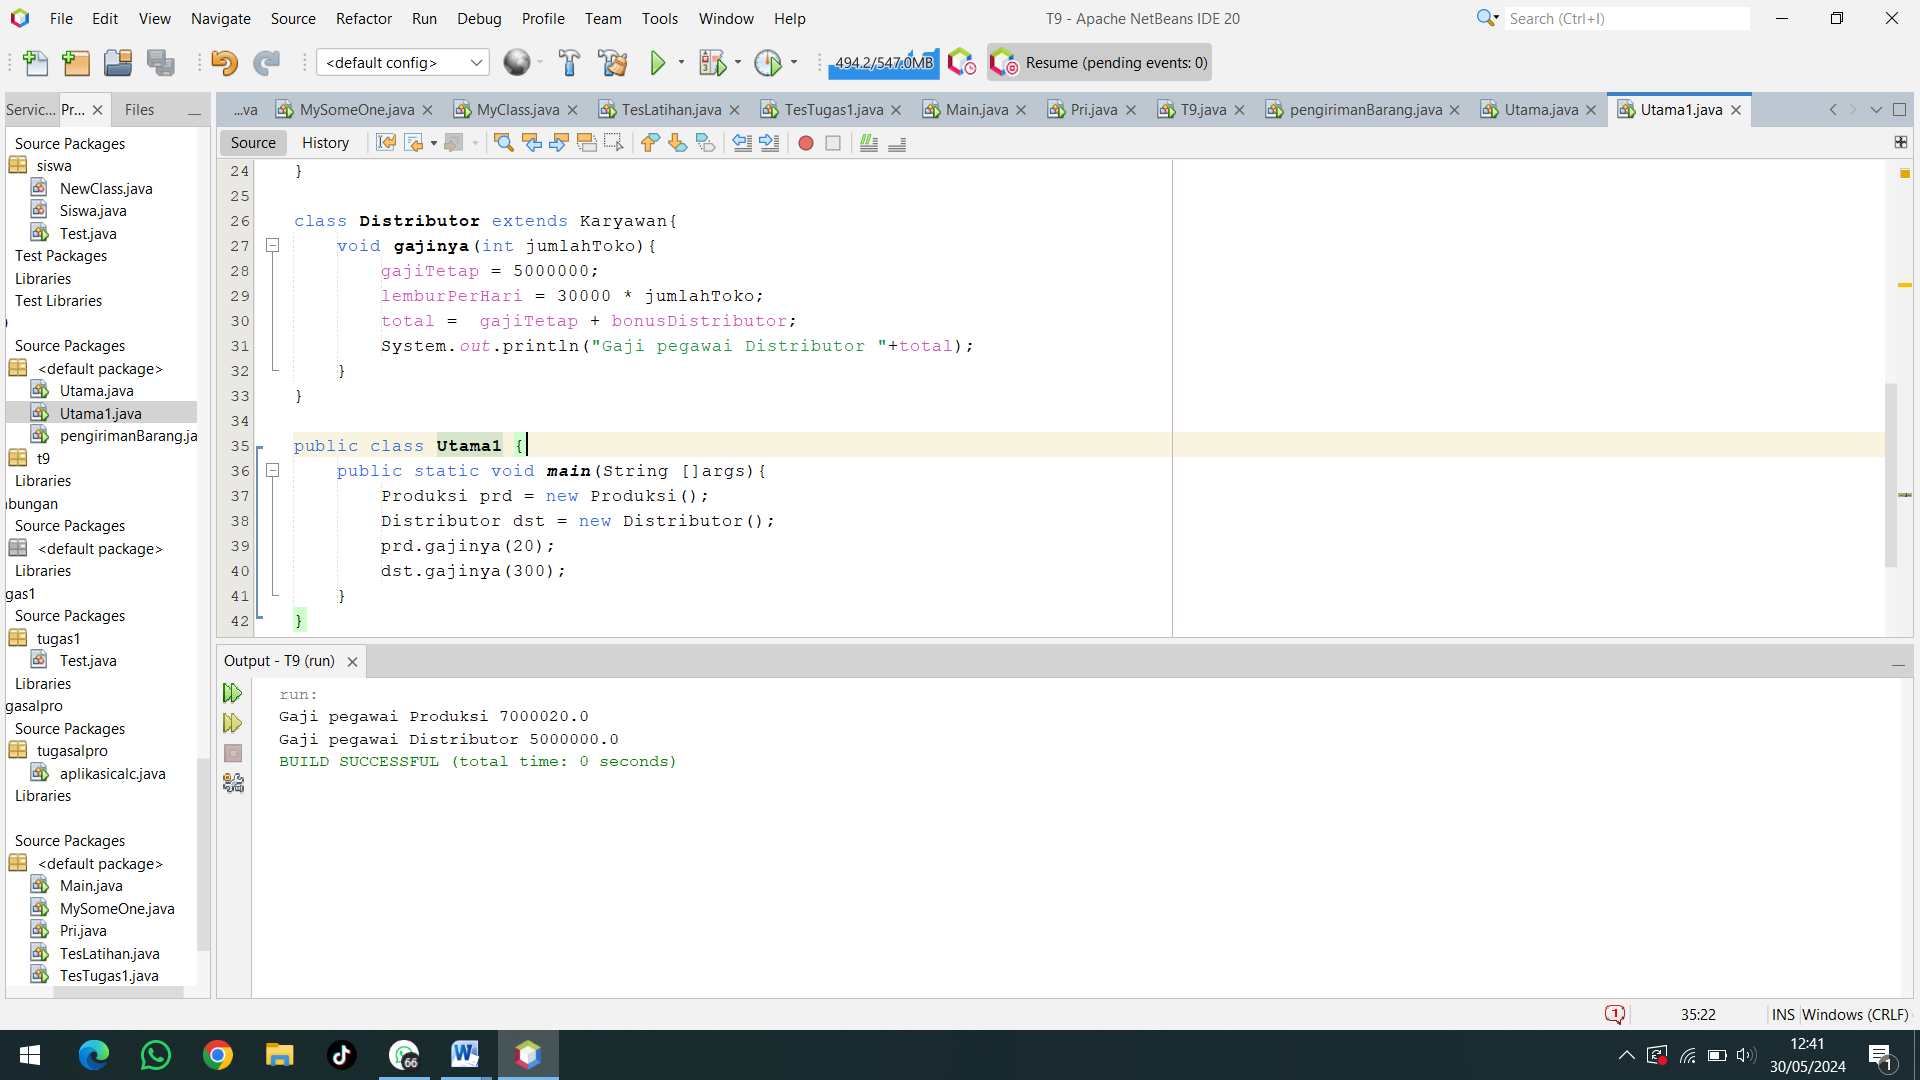 File Edit View Navigate Source Refactor Run Debug Profile Team Tools Window Help
T9 - Apache NetBeans IDE 20
Search (Ctrl+I)
<default config>
494.2/547.0MB
Resume (pending events: 0)
Servic... Pr... Files
...va MySomeOne.java MyClass.java TesLatihan.java TesTugas1.java Main.java Pri.java T9.java pengirimanBarang.java Utama.java Utama1.java
Source History
Source Packages
siswa
NewClass.java
Siswa.java
Test.java
Test Packages
Libraries
Test Libraries
Source Packages
<default package>
Utama.java
Utama1.java
pengirimanBarang.ja
t9
Libraries
bungan
Source Packages
<default package>
Libraries
gas1
Source Packages
tugas1
Test.java
Libraries
gasalpro
Source Packages
tugasalpro
aplikasicalc.java
Libraries
Source Packages
<default package>
Main.java
MySomeOne.java
Pri.java
TesLatihan.java
TesTugas1.java
24 }
25
26 class Distributor extends Karyawan{
27 void gajinya(int jumlahToko){
28 gajiTetap = 5000000;
29 lemburPerHari = 30000 * jumlahToko;
30 total =  gajiTetap + bonusDistributor;
31 System.out.println("Gaji pegawai Distributor "+total);
32 }
33 }
34
35 public class Utama1 {
36 public static void main(String []args){
37 Produksi prd = new Produksi();
38 Distributor dst = new Distributor();
39 prd.gajinya(20);
40 dst.gajinya(300);
41 }
42 }
Output - T9 (run)
run:
Gaji pegawai Produksi 7000020.0
Gaji pegawai Distributor 5000000.0
BUILD SUCCESSFUL (total time: 0 seconds)
1 35:22 INS Windows (CRLF)
66
12:41
30/05/2024
1